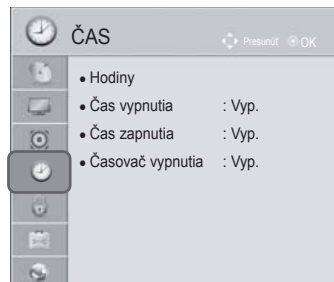 ČAS
Presunúť OK
• Hodiny
• Čas vypnutia : Vyp.
• Čas zapnutia : Vyp.
• Časovač vypnutia : Vyp.